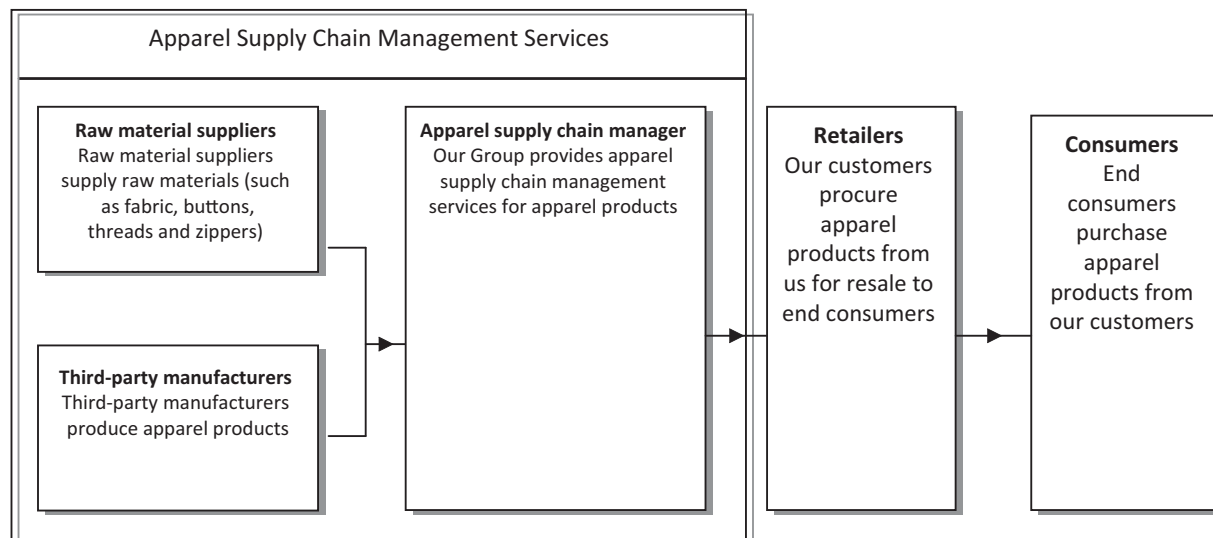 Apparel Supply Chain Management Services
Raw material suppliers
Raw material suppliers
supply raw materials (such
as fabric, buttons,
threads and zippers)
Third-party manufacturers
Third-party manufacturers
produce apparel products
Apparel supply chain manager
Our Group provides apparel
supply chain management
services for apparel products
Retailers
Our customers
procure
apparel
products from
us for resale to
end consumers
Consumers
End
consumers
purchase
apparel
products from
our customers